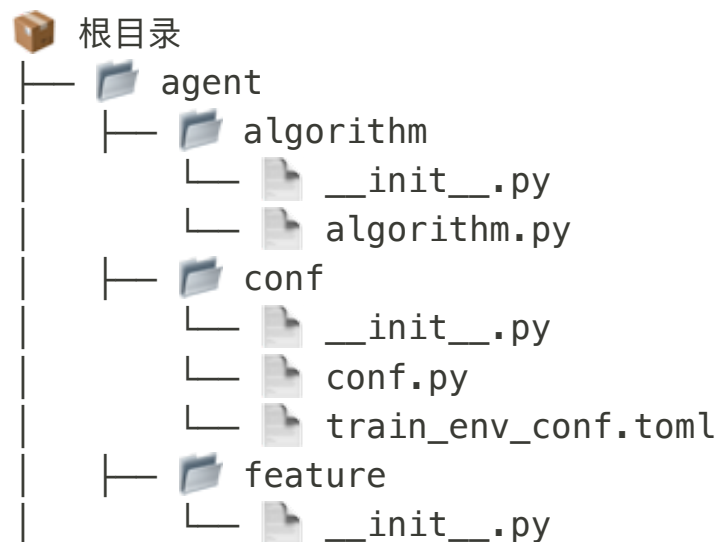 根目录
agent
algorithm
__init__.py
algorithm.py
conf
__init__.py
conf.py
train_env_conf.toml
feature
__init__.py